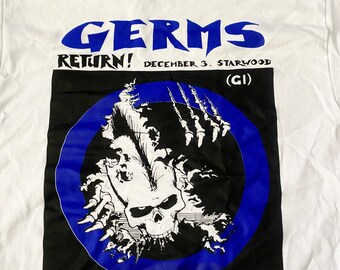 GERMS
RETURN! DECEMBER 3. STARWOOD
(GI)